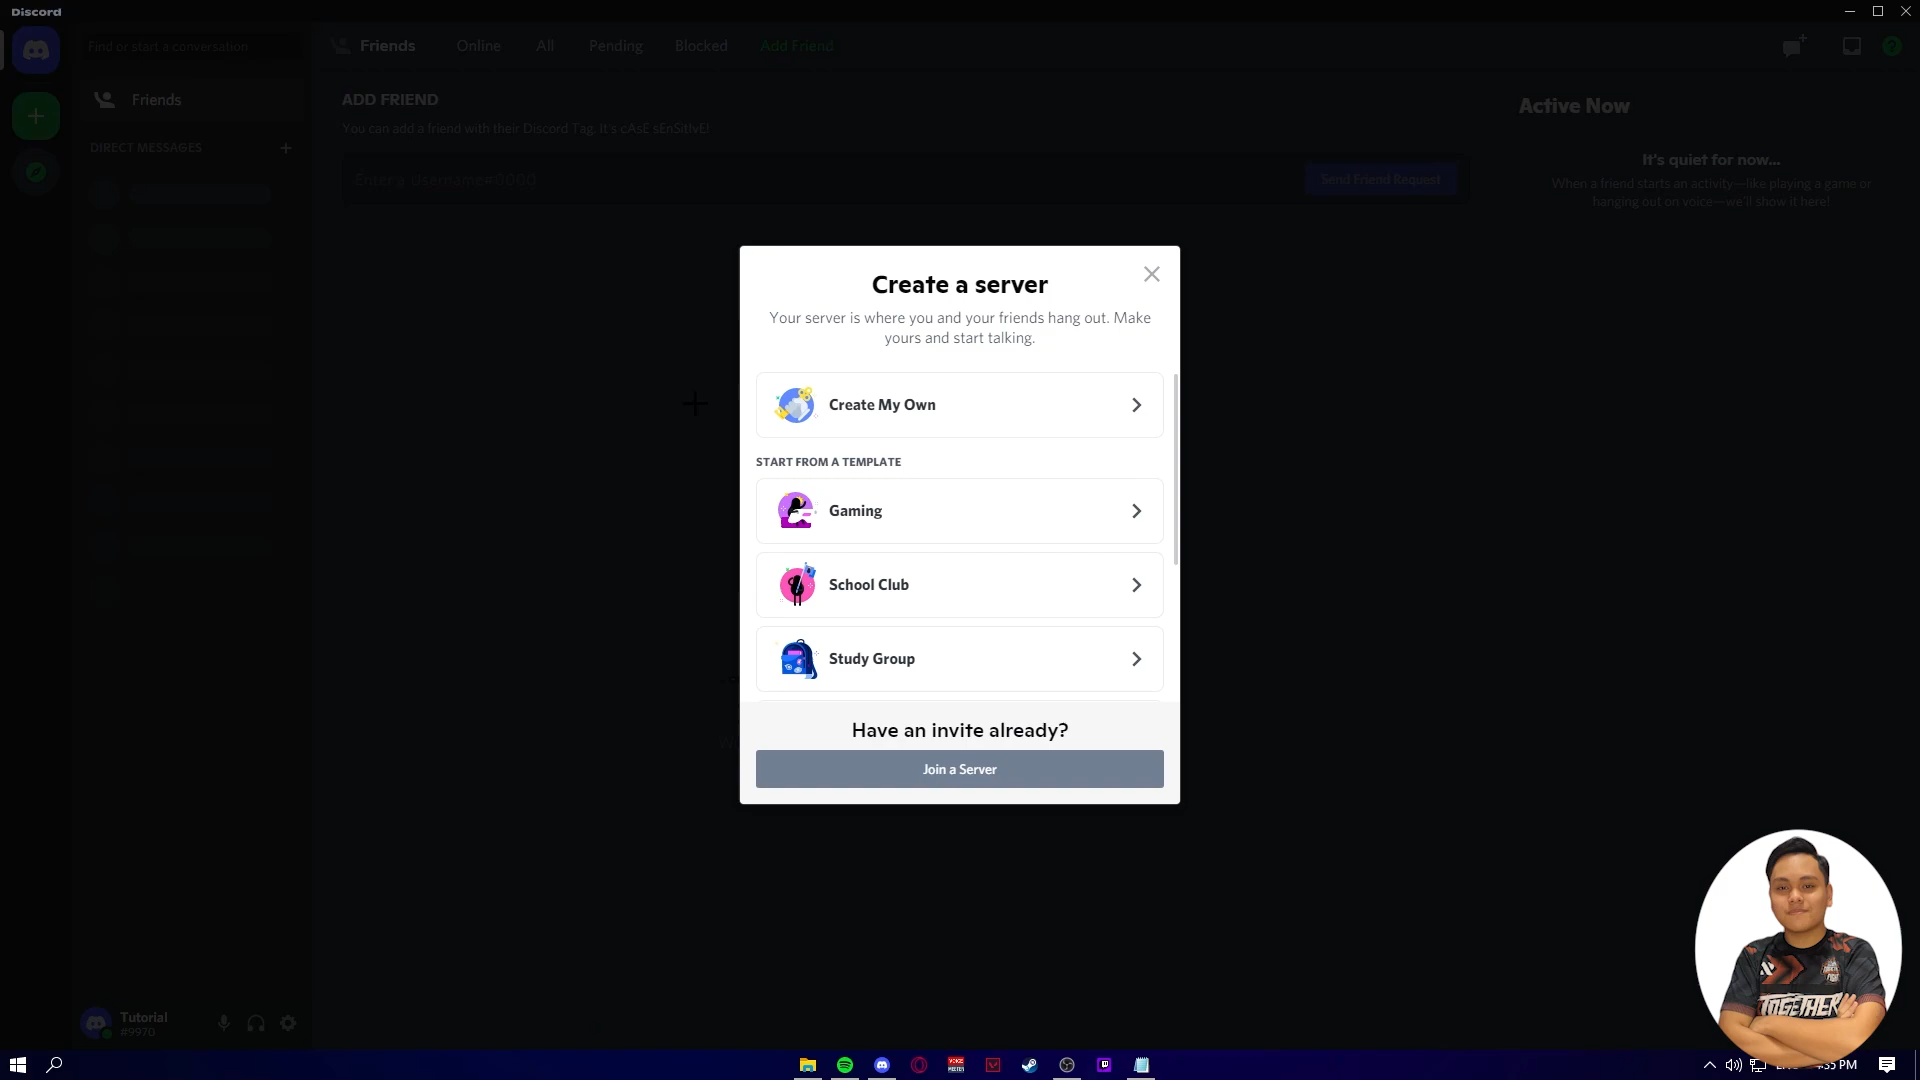 Discord
Find or start a conversation
Friends
Online
All
Pending
Blocked
Add Friend
Friends
DIRECT MESSAGES
ADD FRIEND
You can add a friend with their Discord Tag. It's cAsE sEnSitIvE!
Enter a Username#0000
Send Friend Request
Active Now
It's quiet for now...
When a friend starts an activity—like playing a game or
hanging out on voice—we'll show it here!
Create a server
Your server is where you and your friends hang out. Make
yours and start talking.
Create My Own
START FROM A TEMPLATE
Gaming
School Club
Study Group
Have an invite already?
Join a Server
Tutorial
#9970
TOGETHER
VOICE
MEETER
:35 PM